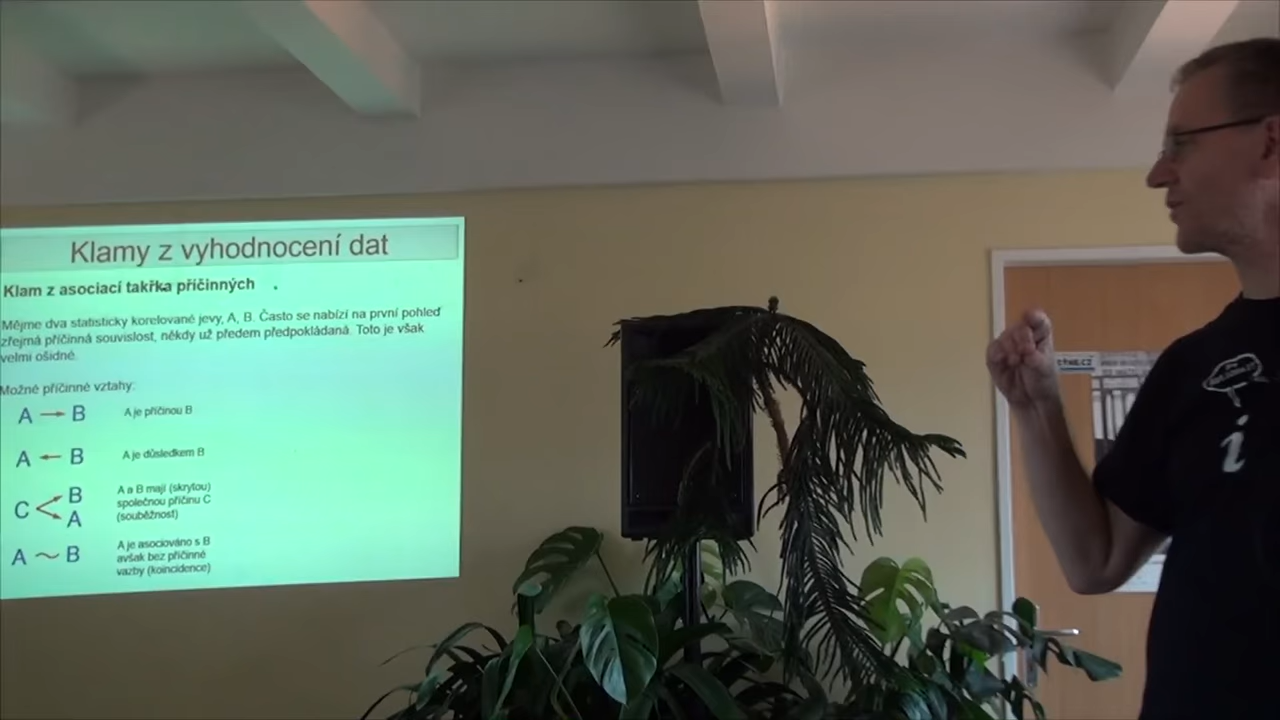 Klamy z vyhodnocení dat
Klam z asociací takřka příčinných
Mějme dva statisticky korelované jevy, A, B. Často se nabízí na první pohled
zřejmá příčinná souvislost, někdy už předem předpokládaná. Toto je však
velmi ošidné.
Možné příčinné vztahy:
A → B A je příčinou B
A ← B A je důsledkem B
C < B A A a B mají (skrytou)
společnou příčinu C
(souběžnost)
A ~ B A je asociováno s B
avšak bez příčinné
vazby (koincidence)
i